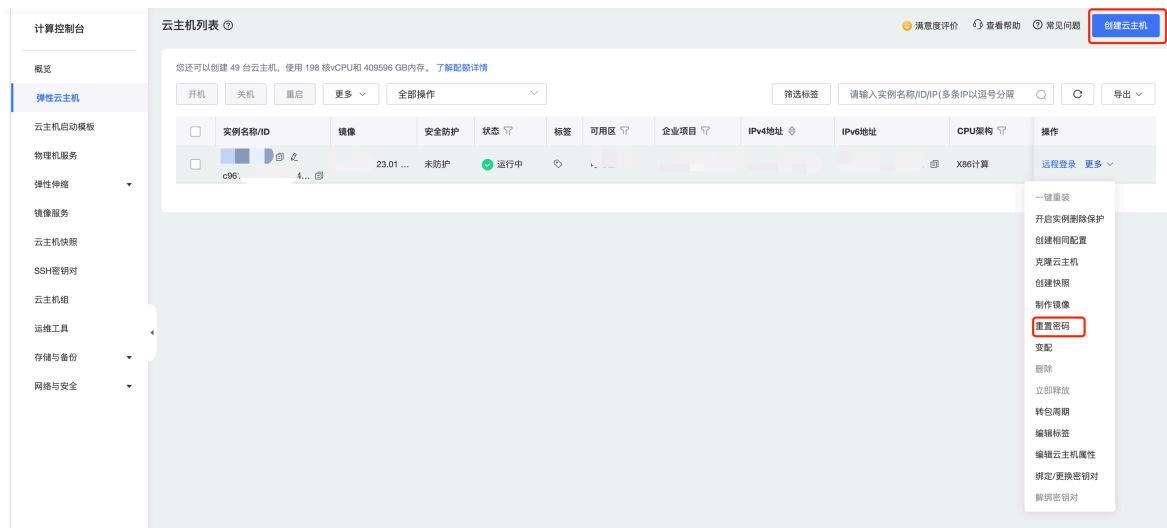 计算控制台
云主机列表
满意度评价 查看帮助 常见问题 创建云主机
概览
弹性云主机
云主机启动模板
物理机服务
弹性伸缩
镜像服务
云主机快照
SSH密钥对
云主机组
运维工具
存储与备份
网络与安全
您还可以创建 49 台云主机，使用 198 核vCPU和 409596 GB内存。 了解配额详情
开机 关机 重启 更多 全部操作 筛选标签 请输入实例名称/ID/IP(多条IP以逗号分隔 导出
实例名称/ID 镜像 安全防护 状态 标签 可用区 企业项目 IPv4地址 IPv6地址 CPU架构 操作
23.01 ... 未防护 运行中 X86计算 远程登录 更多
4...
一键重装
开启实例删除保护
创建相同配置
克隆云主机
创建快照
制作镜像
重置密码
变配
删除
立即释放
转包周期
编辑标签
编辑云主机属性
绑定/更换密钥对
解绑密钥对